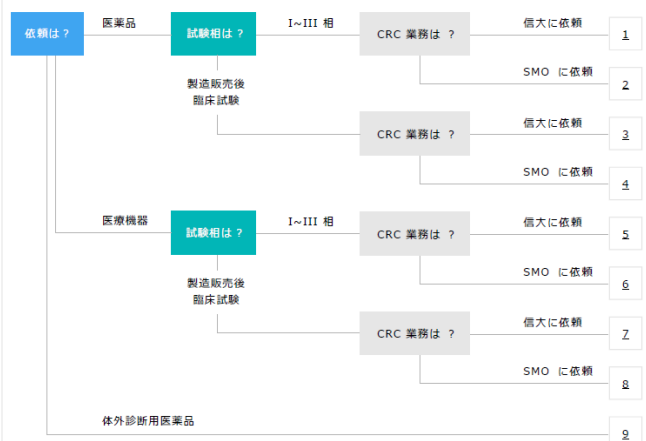 依頼は？
医薬品
試験相は？
I~III 相
CRC 業務は ？
信大に依頼
1
SMO に依頼
2
製造販売後
臨床試験
CRC 業務は ？
信大に依頼
3
SMO に依頼
4
医療機器
試験相は？
I~III 相
CRC 業務は ？
信大に依頼
5
SMO に依頼
6
製造販売後
臨床試験
CRC 業務は ？
信大に依頼
7
SMO に依頼
8
体外診断用医薬品
9